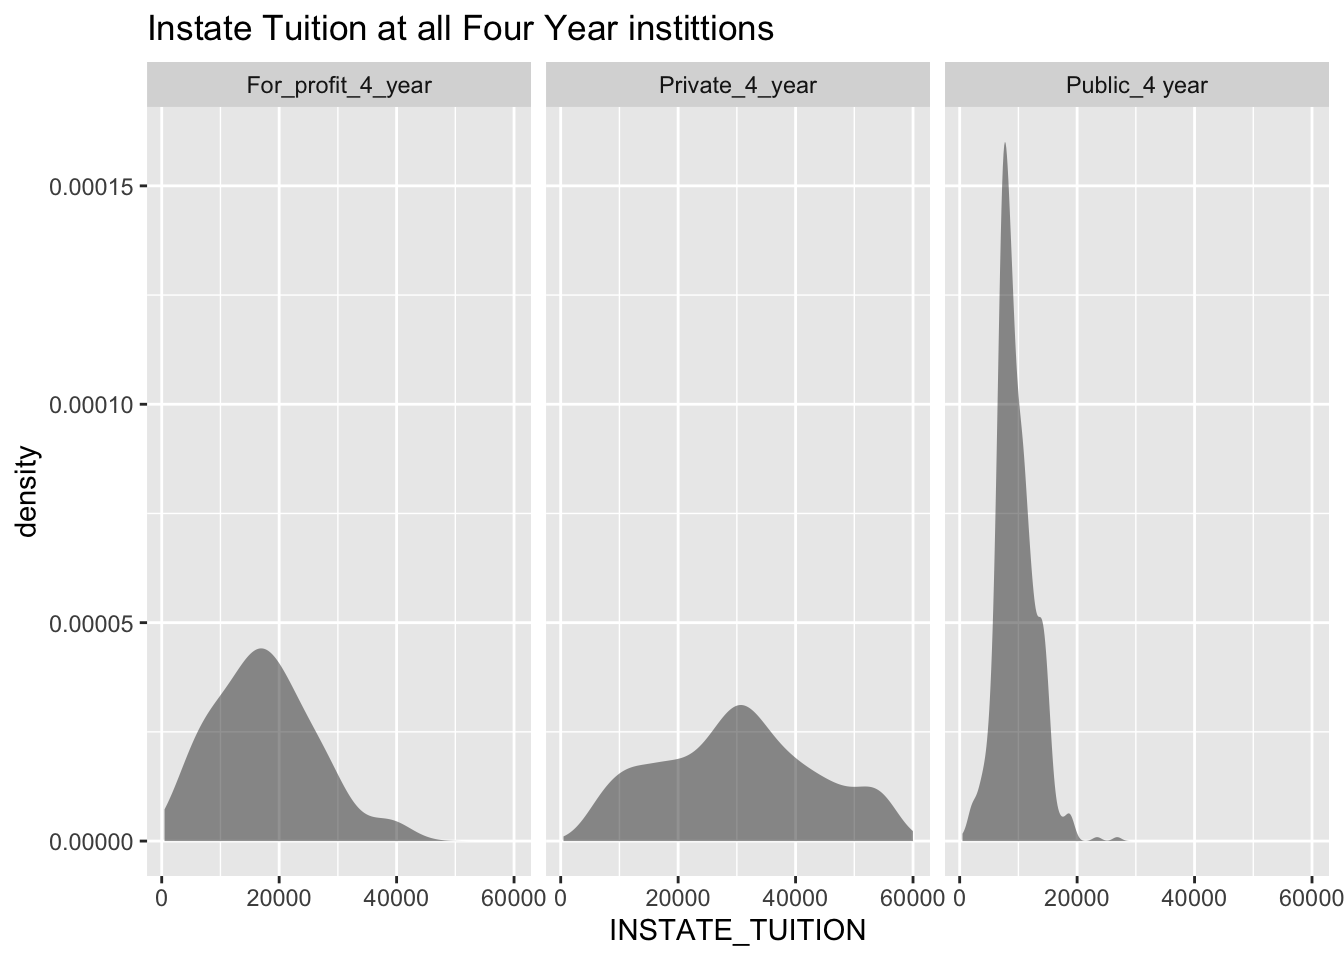 Instate Tuition at all Four Year instittions
For_profit_4_year
Private_4_year
Public_4 year
0.00015
0.00010
0.00005
0.00000
density
0 20000 40000 60000
0 20000 40000 60000
0 20000 40000 60000
INSTATE_TUITION